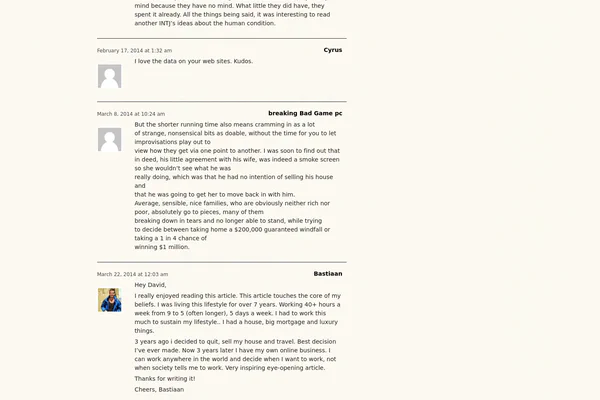 mind because they have no mind. What little they did have, they
spent it already. All the things being said, it was interesting to read
another INTJ's ideas about the human condition.
February 17, 2014 at 1:32 am
Cyrus
I love the data on your web sites. Kudos.
March 8, 2014 at 10:24 am
breaking Bad Game pc
But the shorter running time also means cramming in as a lot
of strange, nonsensical bits as doable, without the time for you to let
improvisations play out to
view how they get via one point to another. I was soon to find out that
in deed, his little agreement with his wife, was indeed a smoke screen
so she wouldn't see what he was
really doing, which was that he had no intention of selling his house
and
that he was going to get her to move back in with him.
Average, sensible, nice families, who are obviously neither rich nor
poor, absolutely go to pieces, many of them
breaking down in tears and no longer able to stand, while trying
to decide between taking home a $200,000 guaranteed windfall or
taking a 1 in 4 chance of
winning $1 million.
March 22, 2014 at 12:03 am
Bastiaan
Hey David,
I really enjoyed reading this article. This article touches the core of my
beliefs. I was living this lifestyle for over 7 years. Working 40+ hours a
week from 9 to 5 (often longer), 5 days a week. I had to work this
much to sustain my lifestyle.. I had a house, big mortgage and luxury
things.
3 years ago i decided to quit, sell my house and travel. Best decision
I've ever made. Now 3 years later I have my own online business. I
can work anywhere in the world and decide when I want to work, not
when society tells me to work. Very inspiring eye-opening article.
Thanks for writing it!
Cheers, Bastiaan